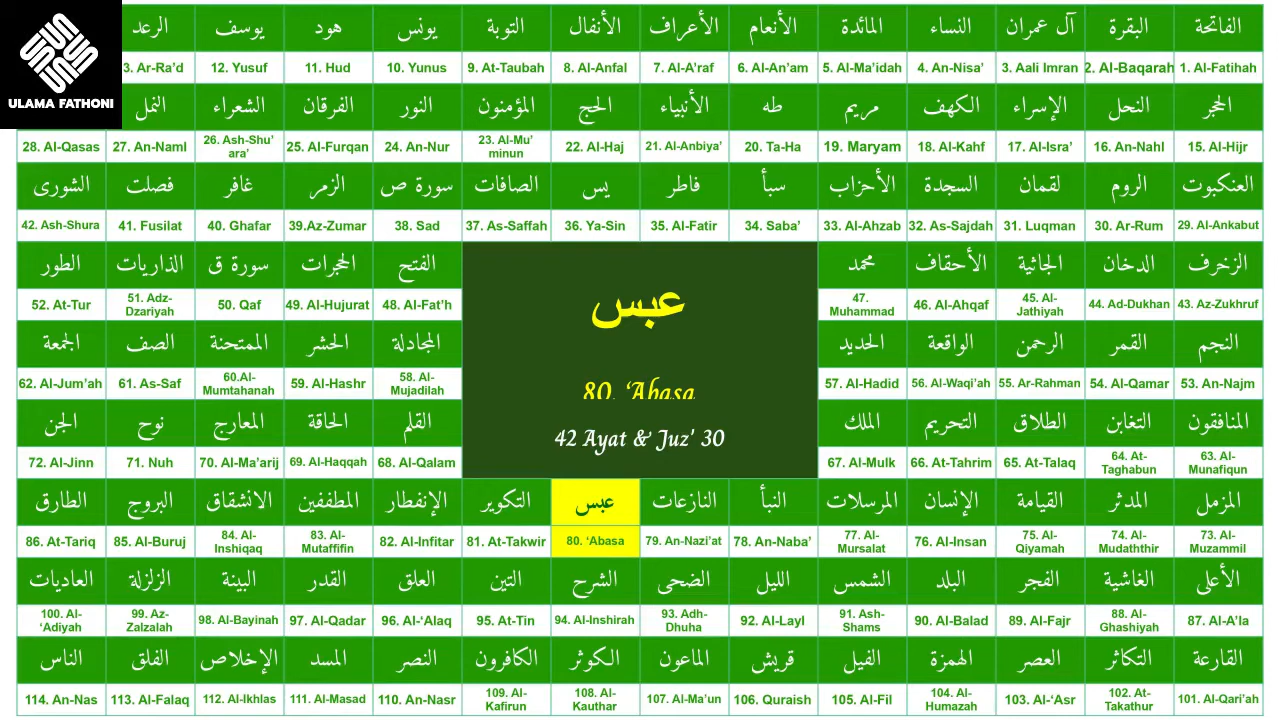 الفاتحة البقرة آل عمران النساء المائدة الأنعام الأعراف الأنفال التوبة يونس هود يوسف الرعد
1. Al-Fatihah 2. Al-Baqarah 3. Aali Imran 4. An-Nisa’ 5. Al-Ma’idah 6. Al-An’am 7. Al-A’raf 8. Al-Anfal 9. At-Taubah 10. Yunus 11. Hud 12. Yusuf 3. Ar-Ra’d
ULAMA FATHONI
الحجر النحل الإسراء الكهف مريم طه الأنبياء الحج المؤمنون النور الفرقان الشعراء النمل
15. Al-Hijr 16. An-Nahl 17. Al-Isra’ 18. Al-Kahf 19. Maryam 20. Ta-Ha 21. Al-Anbiya’ 22. Al-Haj 23. Al-Mu’minun 24. An-Nur 25. Al-Furqan 26. Ash-Shu’ara’ 27. An-Naml 28. Al-Qasas
العنكبوت الروم لقمان السجدة الأحزاب سبأ فاطر يس الصافات سورة ص الزمر غافر فصلت الشورى
29. Al-Ankabut 30. Ar-Rum 31. Luqman 32. As-Sajdah 33. Al-Ahzab 34. Saba’ 35. Al-Fatir 36. Ya-Sin 37. As-Saffah 38. Sad 39.Az-Zumar 40. Ghafar 41. Fusilat 42. Ash-Shura
الزخرف الدخان الجاثية الأحقاف محمد الفتح الحجرات سورة ق الذاريات الطور
43. Az-Zukhruf 44. Ad-Dukhan 45. Al-Jathiyah 46. Al-Ahqaf 47. Muhammad 48. Al-Fat’h 49. Al-Hujurat 50. Qaf 51. Adz-Dzariyah 52. At-Tur
عبس
80. ‘Abasa
42 Ayat & Juz' 30
النجم القمر الرحمن الواقعة الحديد المجادلة الحشر الممتحنة الصف الجمعة
53. An-Najm 54. Al-Qamar 55. Ar-Rahman 56. Al-Waqi’ah 57. Al-Hadid 58. Al-Mujadilah 59. Al-Hashr 60.Al-Mumtahanah 61. As-Saf 62. Al-Jum’ah
المنافقون التغابن الطلاق التحريم الملك القلم الحاقة المعارج نوح الجن
63. Al-Munafiqun 64. At-Taghabun 65. At-Talaq 66. At-Tahrim 67. Al-Mulk 68. Al-Qalam 69. Al-Haqqah 70. Al-Ma’arij 71. Nuh 72. Al-Jinn
المزمل المدثر القيامة الإنسان المرسلات النبأ النازعات عبس التكوير الإنفطار المطففين الانشقاق البروج الطارق
73. Al-Muzammil 74. Al-Mudaththir 75. Al-Qiyamah 76. Al-Insan 77. Al-Mursalat 78. An-Naba’ 79. An-Nazi’at 80. ‘Abasa 81. At-Takwir 82. Al-Infitar 83. Al-Mutaffifin 84. Al-Inshiqaq 85. Al-Buruj 86. At-Tariq
الأعلى الغاشية الفجر البلد الشمس الليل الضحى الشرح التين العلق القدر البينة الزلزلة العاديات
87. Al-A’la 88. Al-Ghashiyah 89. Al-Fajr 90. Al-Balad 91. Ash-Shams 92. Al-Layl 93. Adh-Dhuha 94. Al-Inshirah 95. At-Tin 96. Al-‘Alaq 97. Al-Qadar 98. Al-Bayinah 99. Az-Zalzalah 100. Al-‘Adiyah
القارعة التكاثر العصر الهمزة الفيل قريش الماعون الكوثر الكافرون النصر المسد الإخلاص الفلق الناس
101. Al-Qari’ah 102. At-Takathur 103. Al-‘Asr 104. Al-Humazah 105. Al-Fil 106. Quraish 107. Al-Ma’un 108. Al-Kauthar 109. Al-Kafirun 110. An-Nasr 111. Al-Masad 112. Al-Ikhlas 113. Al-Falaq 114. An-Nas